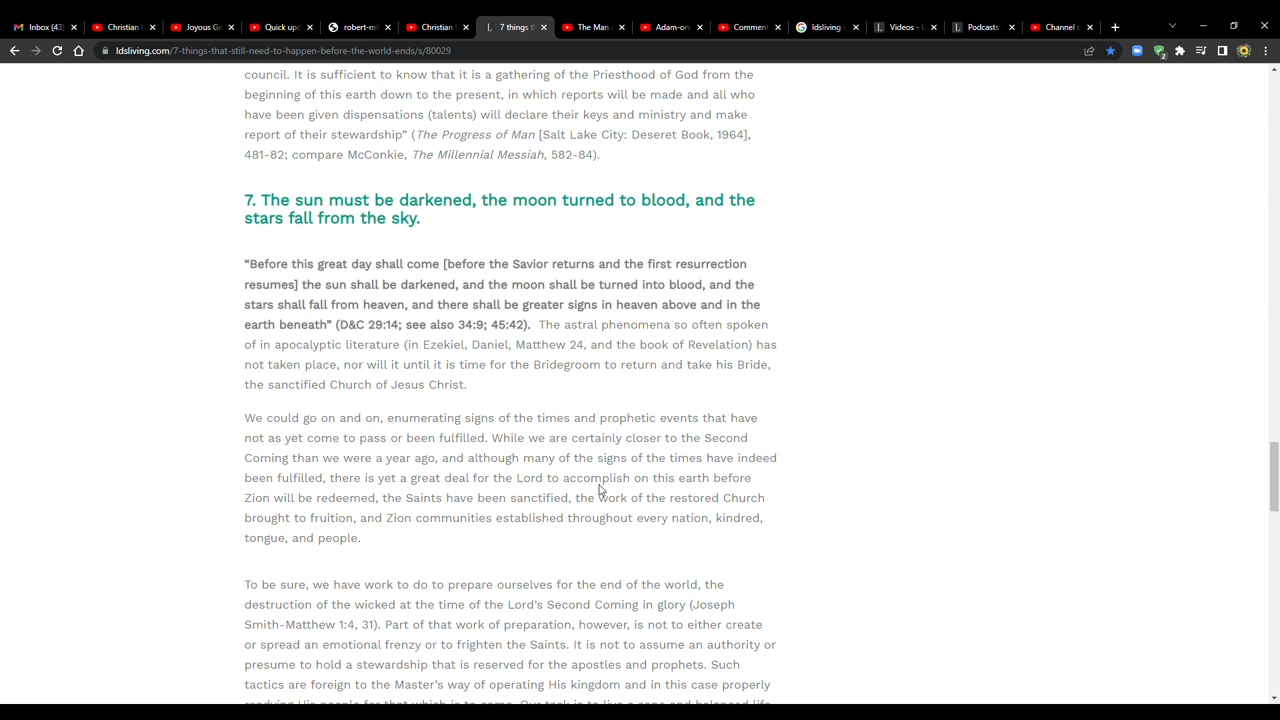 Inbox (43)
Christian
Joyous Ge
Quick up
robert-m
Christian
7 things t
The Man
Adam-on
Comment
ldsliving
Videos - L
Podcasts
Channel c
ldsliving.com/7-things-that-still-need-to-happen-before-the-world-ends/s/80029
2
council. It is sufficient to know that it is a gathering of the Priesthood of God from the
beginning of this earth down to the present, in which reports will be made and all who
have been given dispensations (talents) will declare their keys and ministry and make
report of their stewardship” (The Progress of Man [Salt Lake City: Deseret Book, 1964],
481-82; compare McConkie, The Millennial Messiah, 582-84).
7. The sun must be darkened, the moon turned to blood, and the
stars fall from the sky.
“Before this great day shall come [before the Savior returns and the first resurrection
resumes] the sun shall be darkened, and the moon shall be turned into blood, and the
stars shall fall from heaven, and there shall be greater signs in heaven above and in the
earth beneath” (D&C 29:14; see also 34:9; 45:42). The astral phenomena so often spoken
of in apocalyptic literature (in Ezekiel, Daniel, Matthew 24, and the book of Revelation) has
not taken place, nor will it until it is time for the Bridegroom to return and take his Bride,
the sanctified Church of Jesus Christ.
We could go on and on, enumerating signs of the times and prophetic events that have
not as yet come to pass or been fulfilled. While we are certainly closer to the Second
Coming than we were a year ago, and although many of the signs of the times have indeed
been fulfilled, there is yet a great deal for the Lord to accomplish on this earth before
Zion will be redeemed, the Saints have been sanctified, the work of the restored Church
brought to fruition, and Zion communities established throughout every nation, kindred,
tongue, and people.
To be sure, we have work to do to prepare ourselves for the end of the world, the
destruction of the wicked at the time of the Lord’s Second Coming in glory (Joseph
Smith-Matthew 1:4, 31). Part of that work of preparation, however, is not to either create
or spread an emotional frenzy or to frighten the Saints. It is not to assume an authority or
presume to hold a stewardship that is reserved for the apostles and prophets. Such
tactics are foreign to the Master’s way of operating His kingdom and in this case properly
readying His people for that which is to come. Our task is to live a sane and balanced life